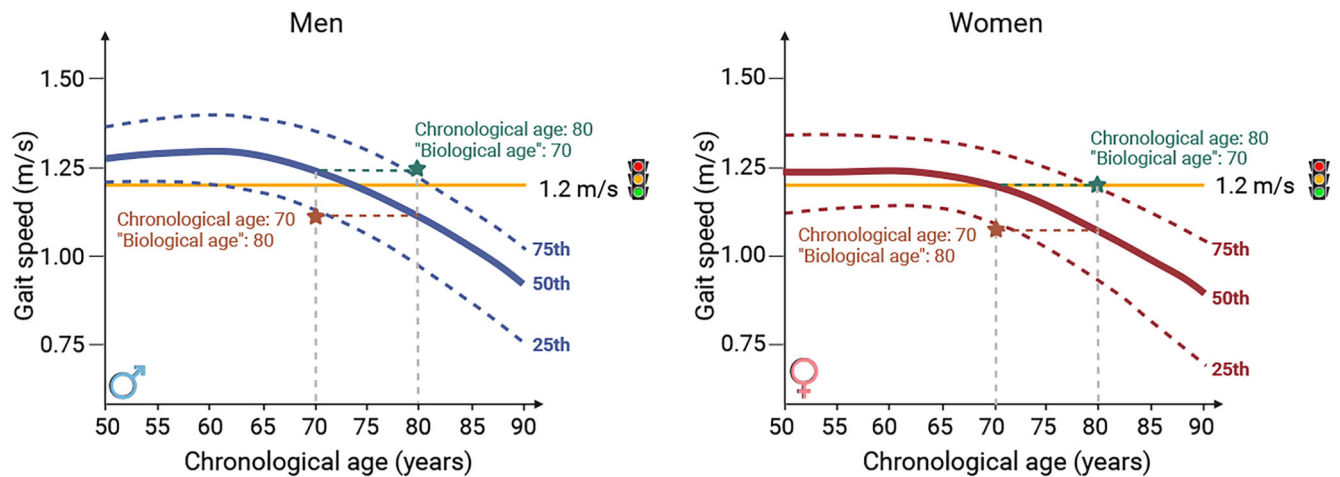 Men
Gait speed (m/s)
1.50
1.25
1.00
0.75
Chronological age: 80
"Biological age": 70
Chronological age: 70
"Biological age": 80
1.2 m/s
75th
50th
25th
50 55 60 65 70 75 80 85 90
Chronological age (years)
Women
Gait speed (m/s)
1.50
1.25
1.00
0.75
Chronological age: 80
"Biological age": 70
Chronological age: 70
"Biological age": 80
1.2 m/s
75th
50th
25th
50 55 60 65 70 75 80 85 90
Chronological age (years)